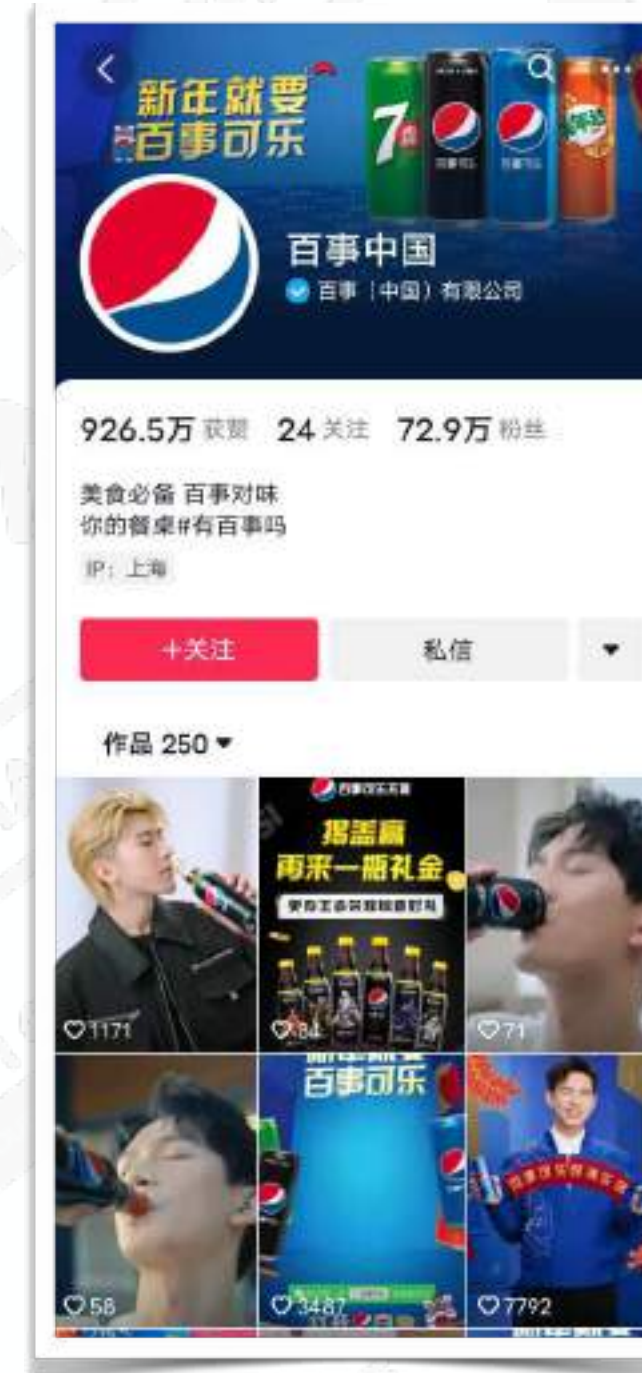 新年就要
百事可乐
百事中国
百事（中国）有限公司
926.5万 获赞 24 关注 72.9万 粉丝
美食必备 百事对味
你的餐桌#有百事吗
IP：上海
+关注 私信
作品 250
揭盖赢
再来一瓶礼金
1171
84
71
百事可乐
58
3487
7792